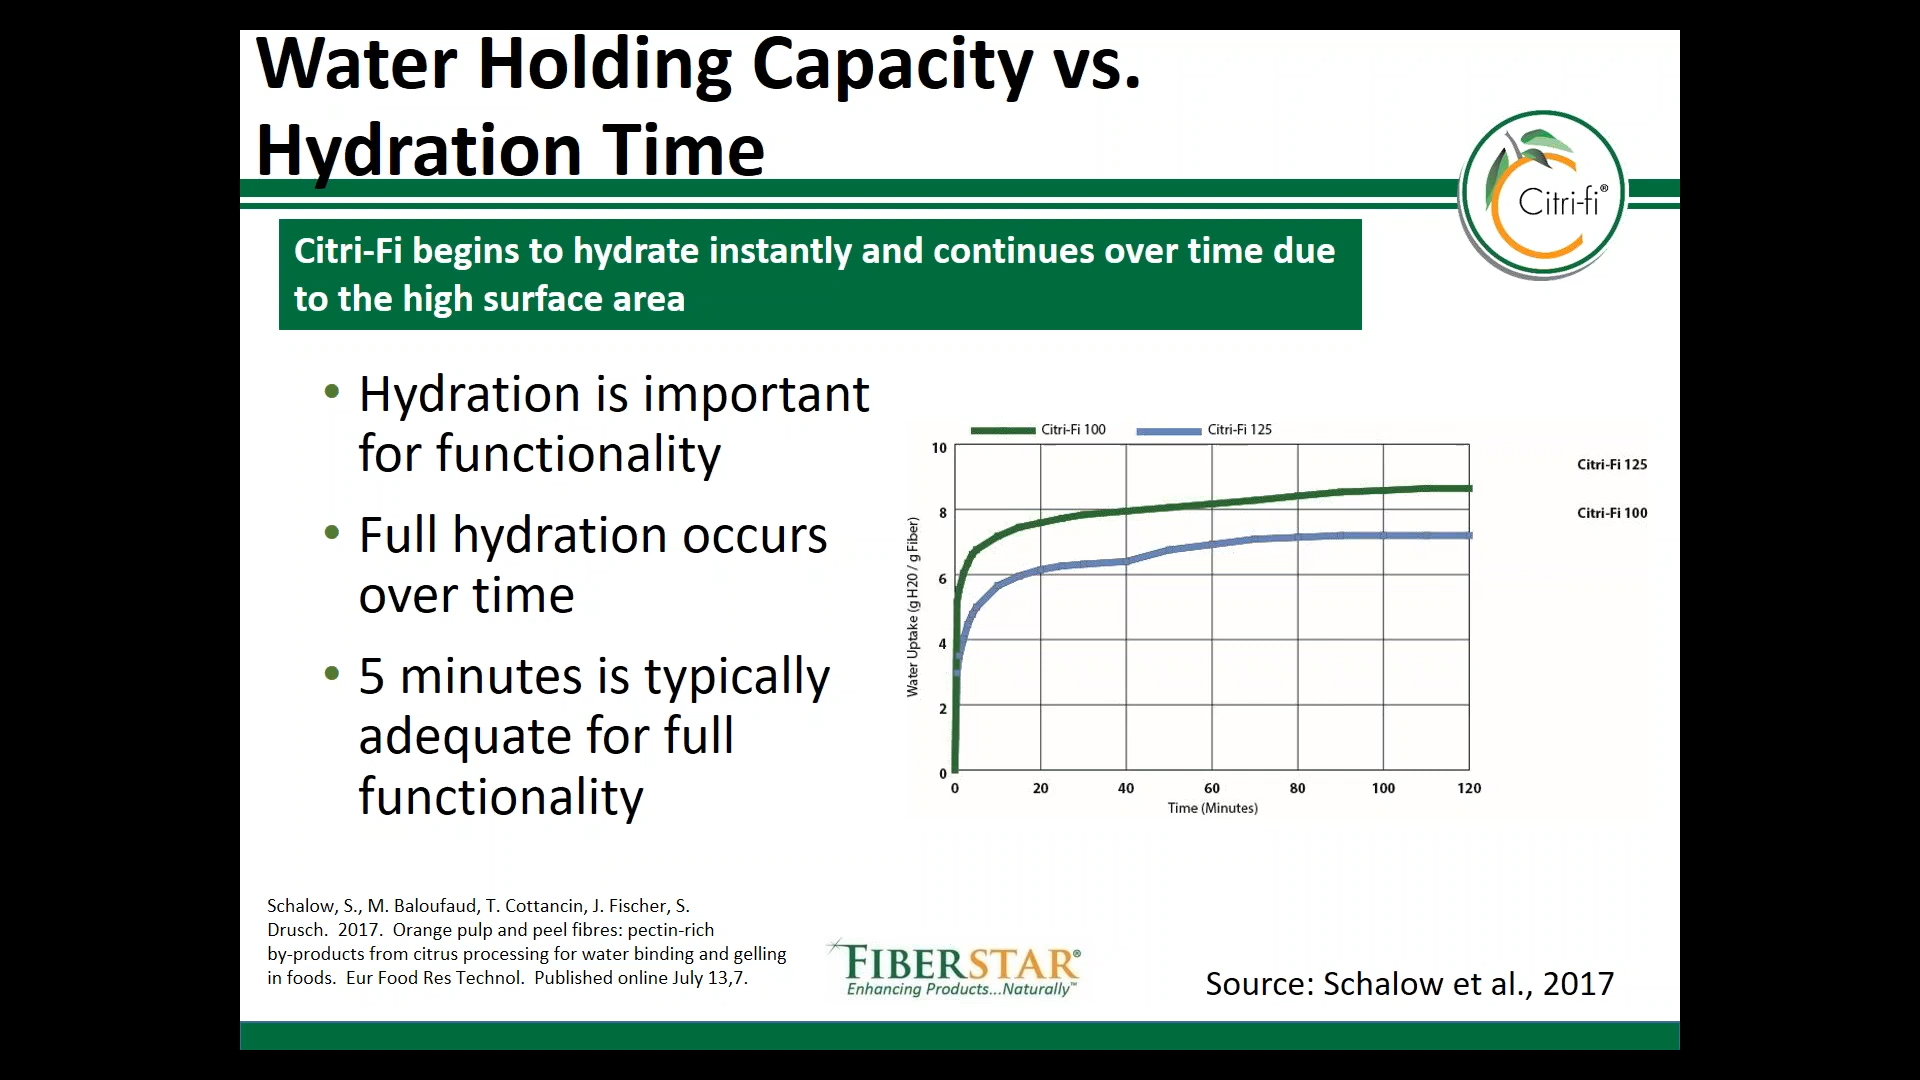 Water Holding Capacity vs.
Hydration Time
Citri-fi®
Citri-Fi begins to hydrate instantly and continues over time due
to the high surface area
• Hydration is important
for functionality
• Full hydration occurs
over time
• 5 minutes is typically
adequate for full
functionality
Citri-Fi 100
Citri-Fi 125
10
8
6
4
2
0
Water Uptake (g H20 / g Fiber)
0 20 40 60 80 100 120
Time (Minutes)
Citri-Fi 125
Citri-Fi 100
Schalow, S., M. Baloufaud, T. Cottancin, J. Fischer, S.
Drusch. 2017. Orange pulp and peel fibres: pectin-rich
by-products from citrus processing for water binding and gelling
in foods. Eur Food Res Technol. Published online July 13,7.
FIBERSTAR®
Enhancing Products...Naturally™
Source: Schalow et al., 2017